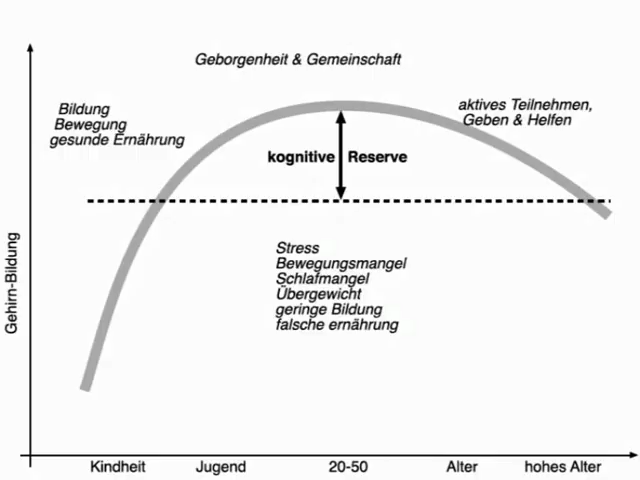 Geborgenheit & Gemeinschaft
Bildung
Bewegung
gesunde Ernährung
aktives Teilnehmen,
Geben & Helfen
kognitive Reserve
Stress
Bewegungsmangel
Schlafmangel
Übergewicht
geringe Bildung
falsche ernährung
Gehirn-Bildung
Kindheit Jugend 20-50 Alter hohes Alter